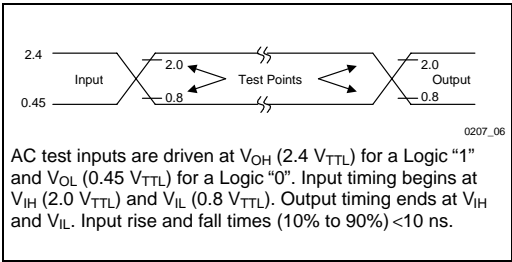 2.4
2.0
2.0
Input
Test Points
Output
0.45
0.8
0.8
0207_06
AC test inputs are driven at VOH (2.4 VTTL) for a Logic “1”
and VOL (0.45 VTTL) for a Logic “0”. Input timing begins at
VIH (2.0 VTTL) and VIL (0.8 VTTL). Output timing ends at VIH
and VIL. Input rise and fall times (10% to 90%) <10 ns.